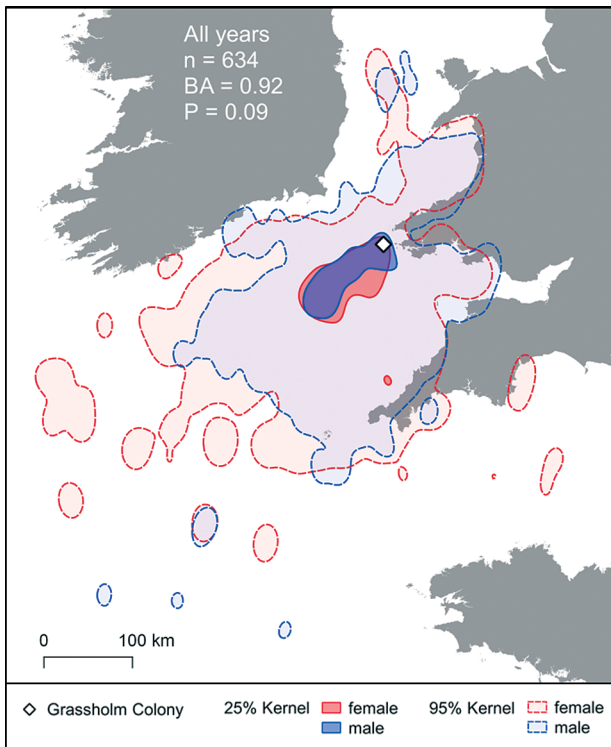 All years
n = 634
BA = 0.92
P = 0.09
0 100 km
Grassholm Colony 25% Kernel female 95% Kernel female
male male